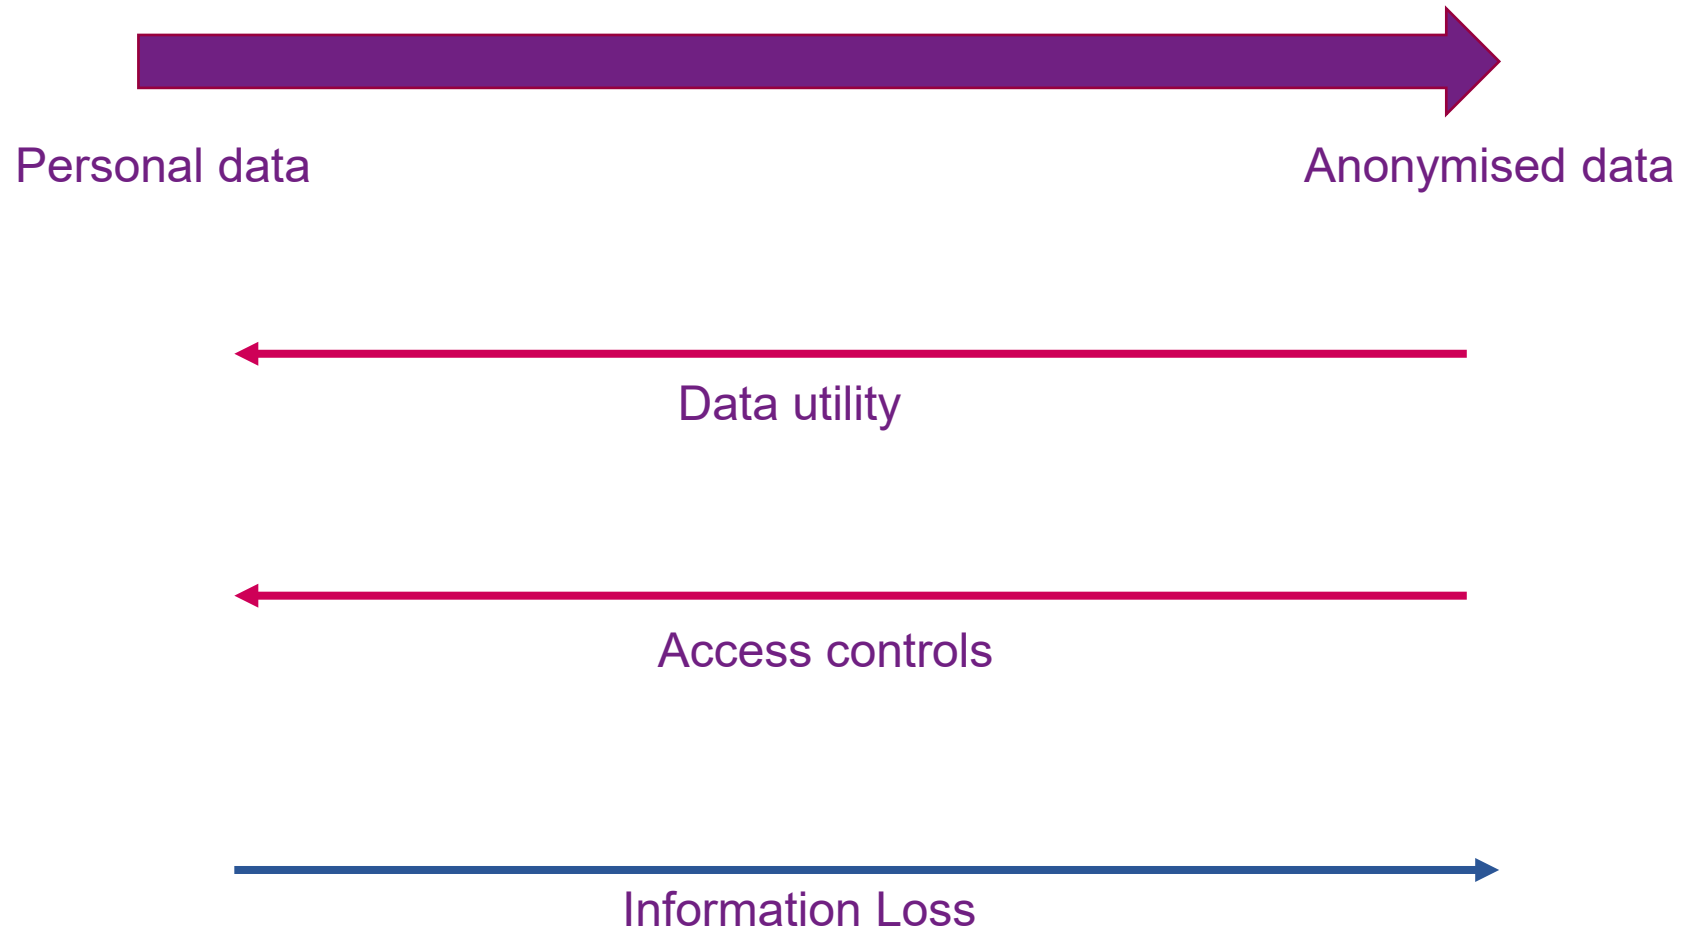 Personal data
Anonymised data
Data utility
Access controls
Information Loss